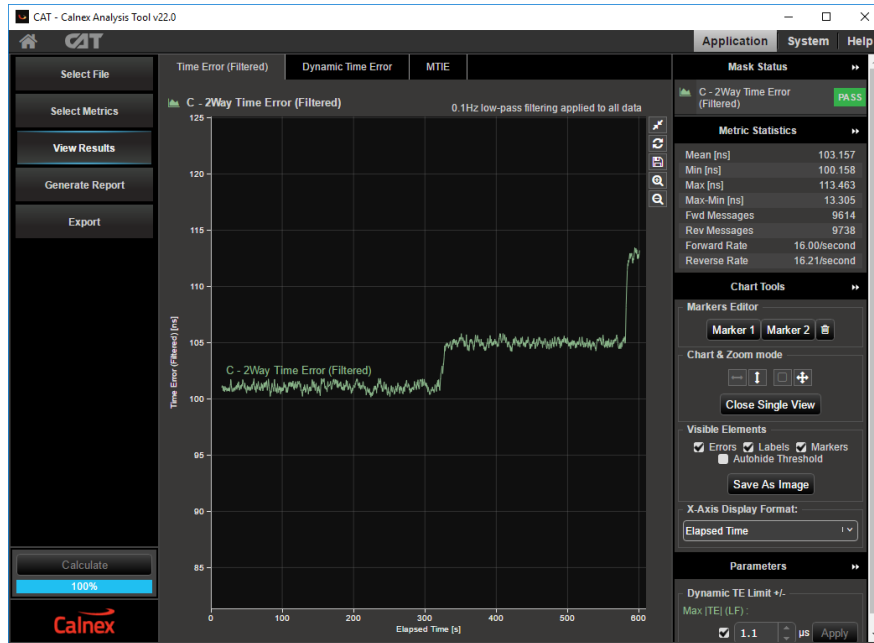 CAT - Calnex Analysis Tool v22.0
CAT
Application System Help
Select File
Select Metrics
View Results
Generate Report
Export
Calculate
100%
Calnex
Time Error (Filtered) Dynamic Time Error MTIE
C - 2Way Time Error (Filtered)
0.1Hz low-pass filtering applied to all data
125
120
115
110
105
100
95
90
85
Time Error (Filtered) [ns]
C - 2Way Time Error (Filtered)
0 100 200 300 400 500 600
Elapsed Time [s]
Mask Status
C - 2Way Time Error
(Filtered)
PASS
Metric Statistics
Mean [ns] 103.157
Min [ns] 100.158
Max [ns] 113.463
Max-Min [ns] 13.305
Fwd Messages 9614
Rev Messages 9738
Forward Rate 16.00/second
Reverse Rate 16.21/second
Chart Tools
Markers Editor
Marker 1 Marker 2
Chart & Zoom mode
Close Single View
Visible Elements
Errors Labels Markers
Autohide Threshold
Save As Image
X-Axis Display Format:
Elapsed Time
Parameters
Dynamic TE Limit +/-
Max |TE| (LF) :
1.1 µs Apply